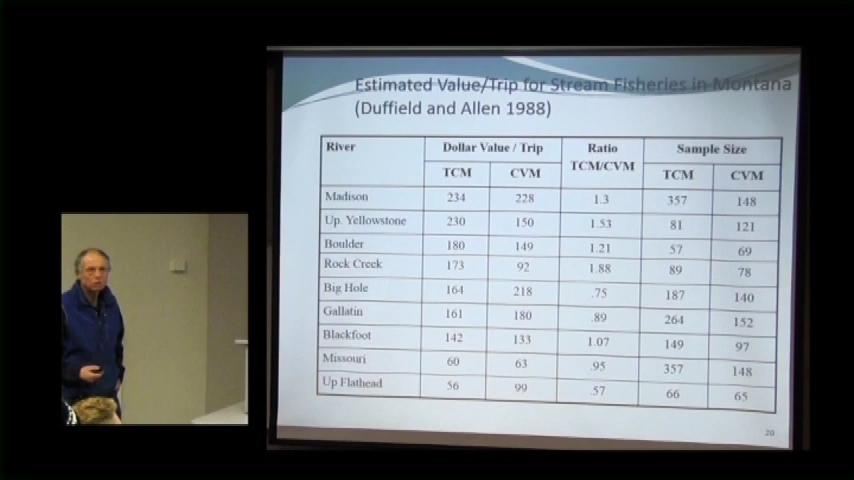 Estimated Value/Trip for Stream Fisheries in Montana
(Duffield and Allen 1988)
River Dollar Value / Trip Ratio TCM/CVM Sample Size
TCM CVM TCM CVM
Madison 234 228 1.3 357 148
Up. Yellowstone 230 150 1.53 81 121
Boulder 180 149 1.21 57 69
Rock Creek 173 92 1.88 89 78
Big Hole 164 218 .75 187 140
Gallatin 161 180 .89 264 152
Blackfoot 142 133 1.07 149 97
Missouri 60 63 .95 357 148
Up Flathead 56 99 .57 66 65
20